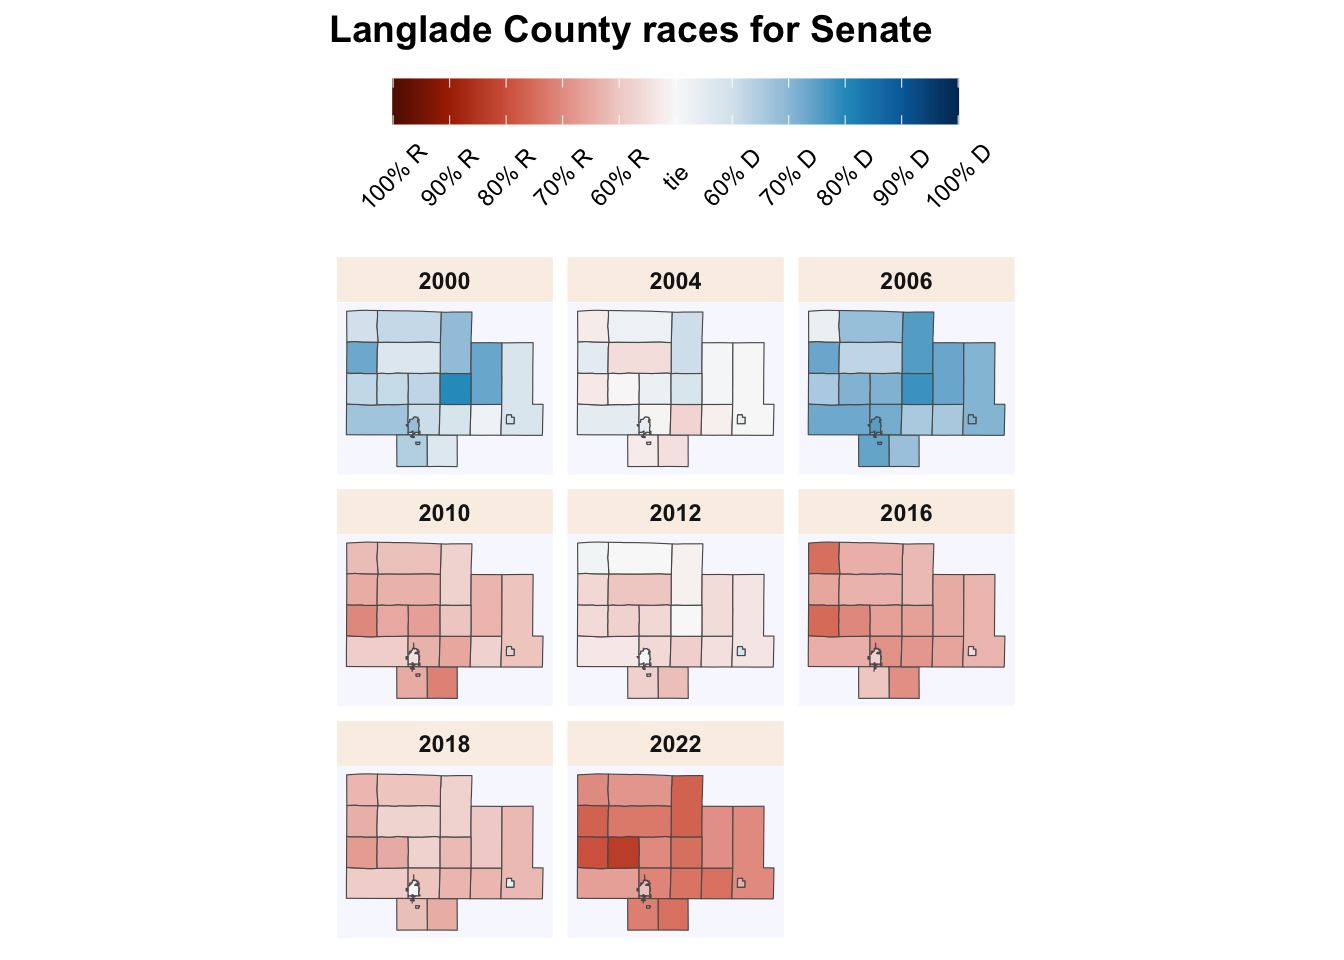 Langlade County races for Senate
100% R
90% R
80% R
70% R
60% R
tie
60% D
70% D
80% D
90% D
100% D
2000
2004
2006
2010
2012
2016
2018
2022